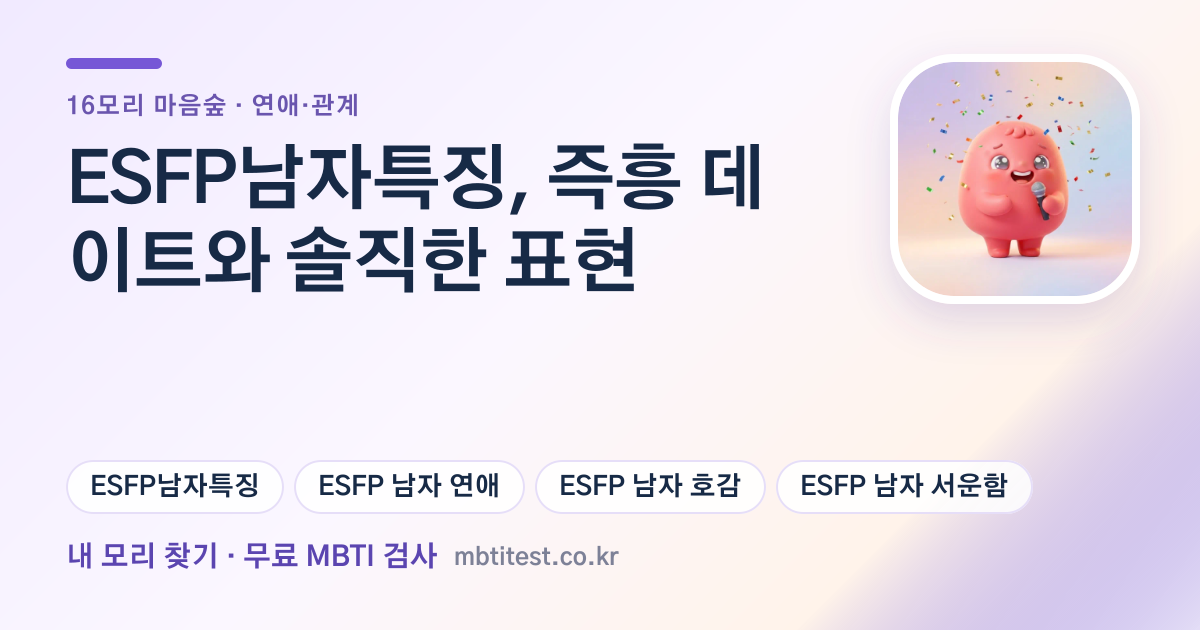 16모리 마음숲 · 연애·관계
ESFP남자특징, 즉흥 데
이트와 솔직한 표현
ESFP남자특징 ESFP 남자 연애 ESFP 남자 호감 ESFP 남자 서운함
내 모리 찾기 · 무료 MBTI 검사 mbtitest.co.kr